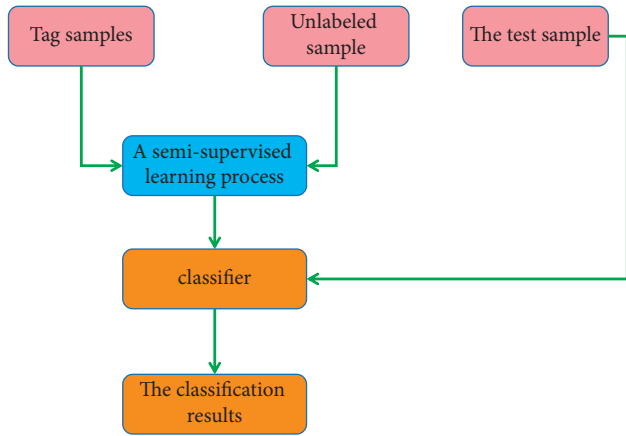 Tag samples
Unlabeled
sample
The test sample
A semi-supervised
learning process
classifier
The classification
results